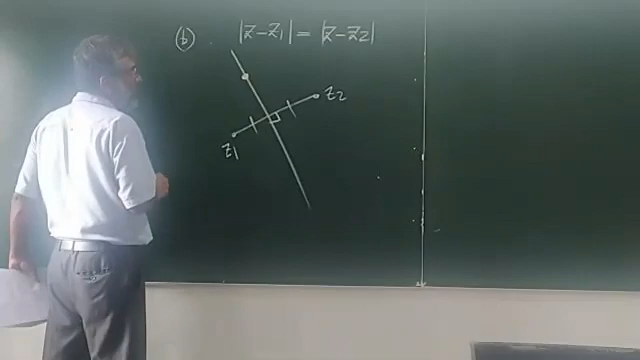 (b) |z-z₁| = |z-z₂|
z₂
z₁